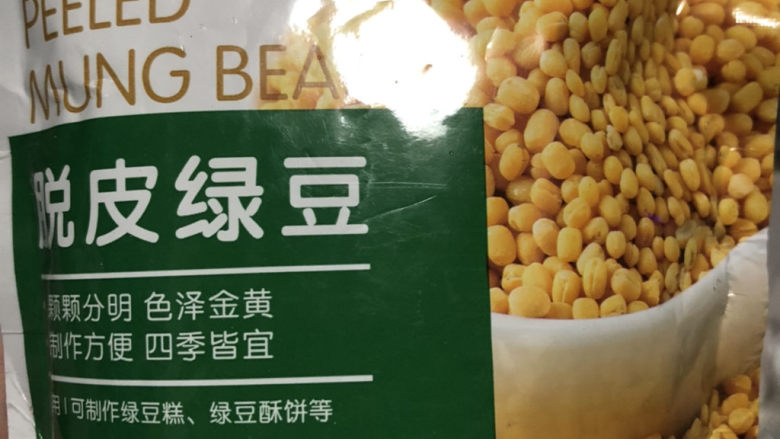 PEELED
MUNG BEA
脱皮绿豆
颗颗分明 色泽金黄
制作方便 四季皆宜
用 | 可制作绿豆糕、绿豆酥饼等